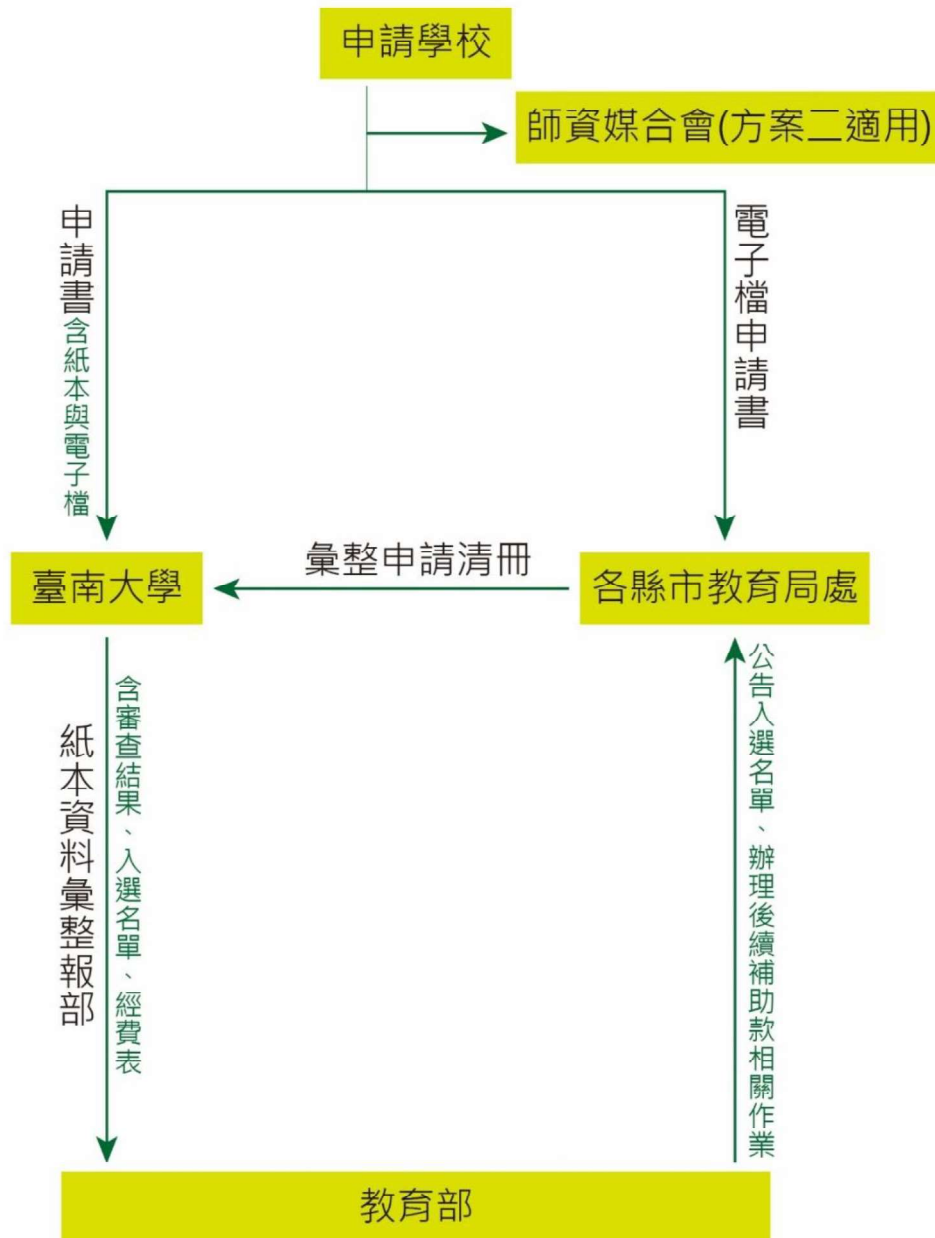 申請學校
師資媒合會(方案二適用)
申請書含紙本與電子檔
電子檔申請書
臺南大學
彙整申請清冊
各縣市教育局處
紙本資料彙整報部
含審查結果、入選名單、經費表
公告入選名單、辦理後續補助款相關作業
教育部